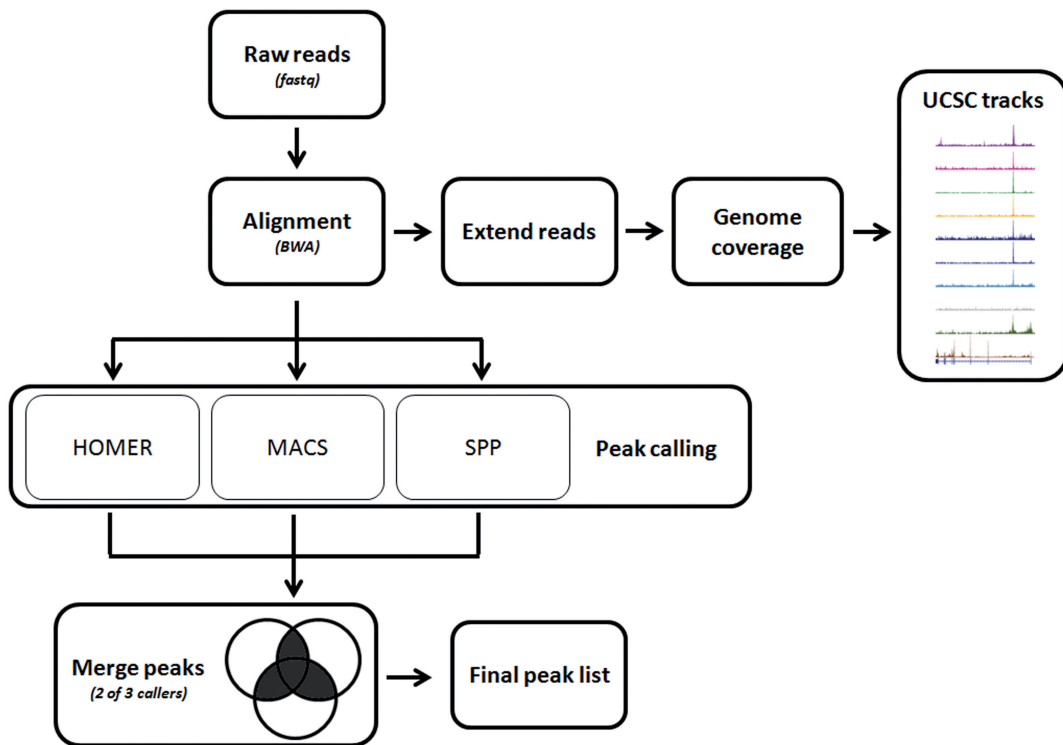 Raw reads
(fastq)
UCSC tracks
Alignment
(BWA)
Extend reads
Genome
coverage
HOMER
MACS
SPP
Peak calling
Merge peaks
(2 of 3 callers)
Final peak list